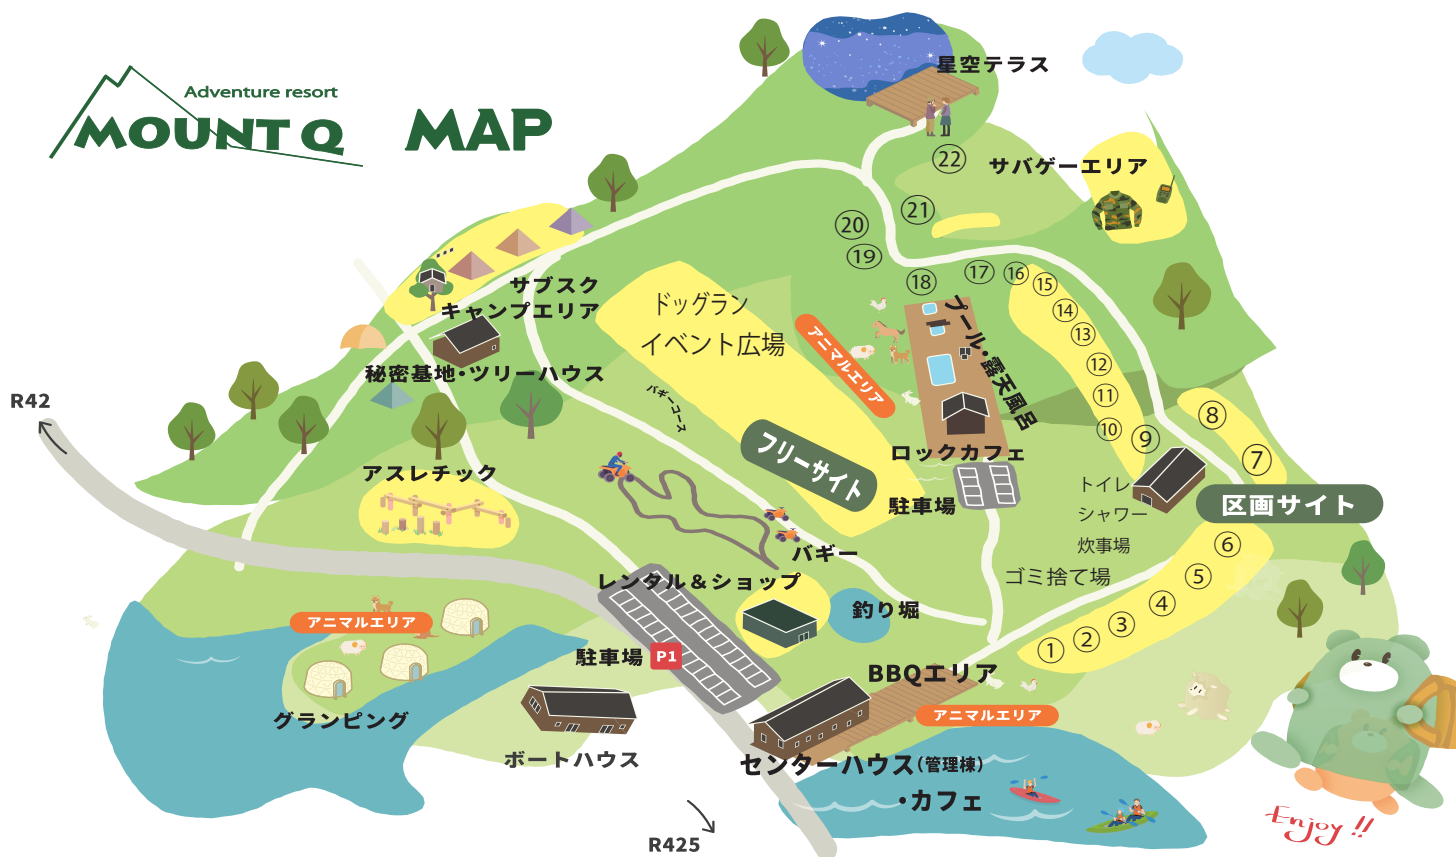 Adventure resort
MOUNT Q
MAP
星空テラス
22
サバゲーエリア
21
20
19
18
17
16
15
14
13
12
11
10
9
8
7
サブスク
キャンプエリア
秘密基地・ツリーハウス
ドッグラン
イベント広場
アニマルエリア
プール・露天風呂
バギーコース
フリーサイト
ロックカフェ
駐車場
R42
アスレチック
トイレ
シャワー
炊事場
ゴミ捨て場
区画サイト
6
5
4
3
2
1
バギー
レンタル＆ショップ
釣り堀
アニマルエリア
グランピング
駐車場 P1
ボートハウス
BBQエリア
アニマルエリア
センターハウス(管理棟)
・カフェ
R425
Enjoy!!